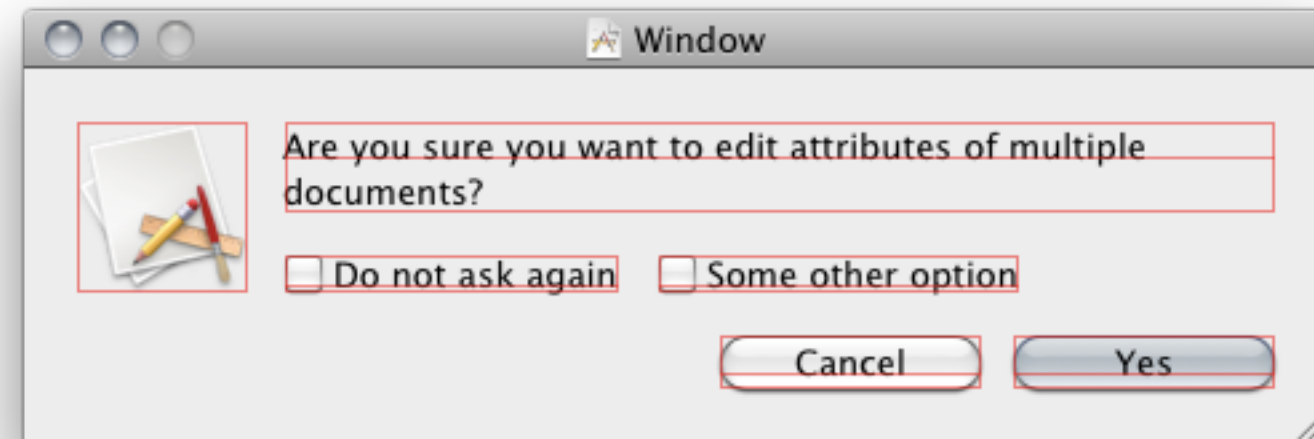 Window
Are you sure you want to edit attributes of multiple
documents?
Do not ask again Some other option
Cancel Yes